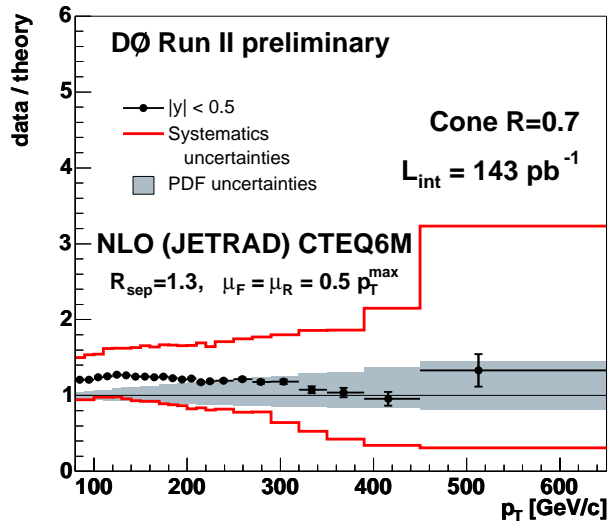 data / theory
6
5
4
3
2
1
0
DØ Run II preliminary
|y| < 0.5
Systematics
uncertainties
PDF uncertainties
Cone R=0.7
L_int = 143 pb^-1
NLO (JETRAD) CTEQ6M
R_sep=1.3, μ_F = μ_R = 0.5 p_T^max
100 200 300 400 500 600
p_T [GeV/c]